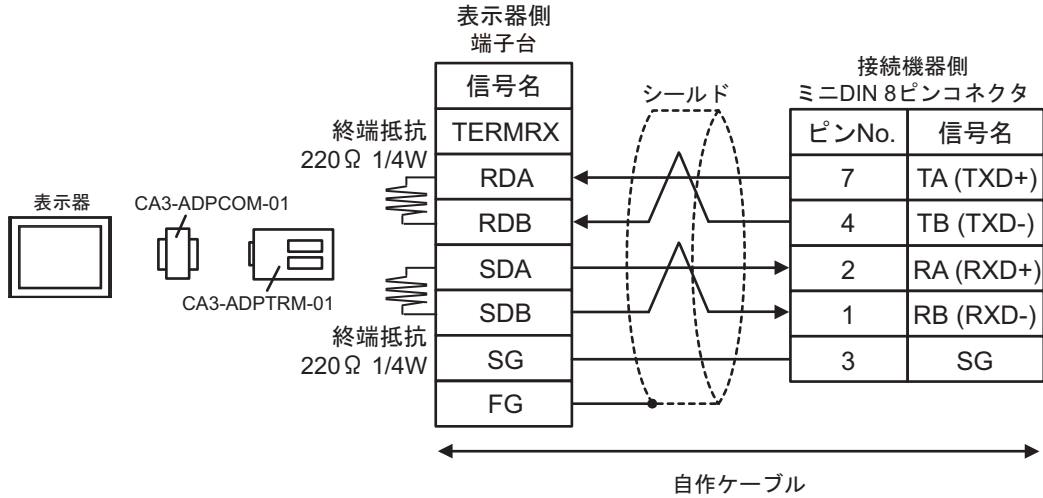 表示器側
端子台
信号名
TERMRX
RDA
RDB
SDA
SDB
SG
FG
終端抵抗
220Ω 1/4W
終端抵抗
220Ω 1/4W
表示器
CA3-ADPCOM-01
CA3-ADPTRM-01
シールド
接続機器側
ミニDIN 8ピンコネクタ
ピンNo. 信号名
7 TA (TXD+)
4 TB (TXD-)
2 RA (RXD+)
1 RB (RXD-)
3 SG
自作ケーブル